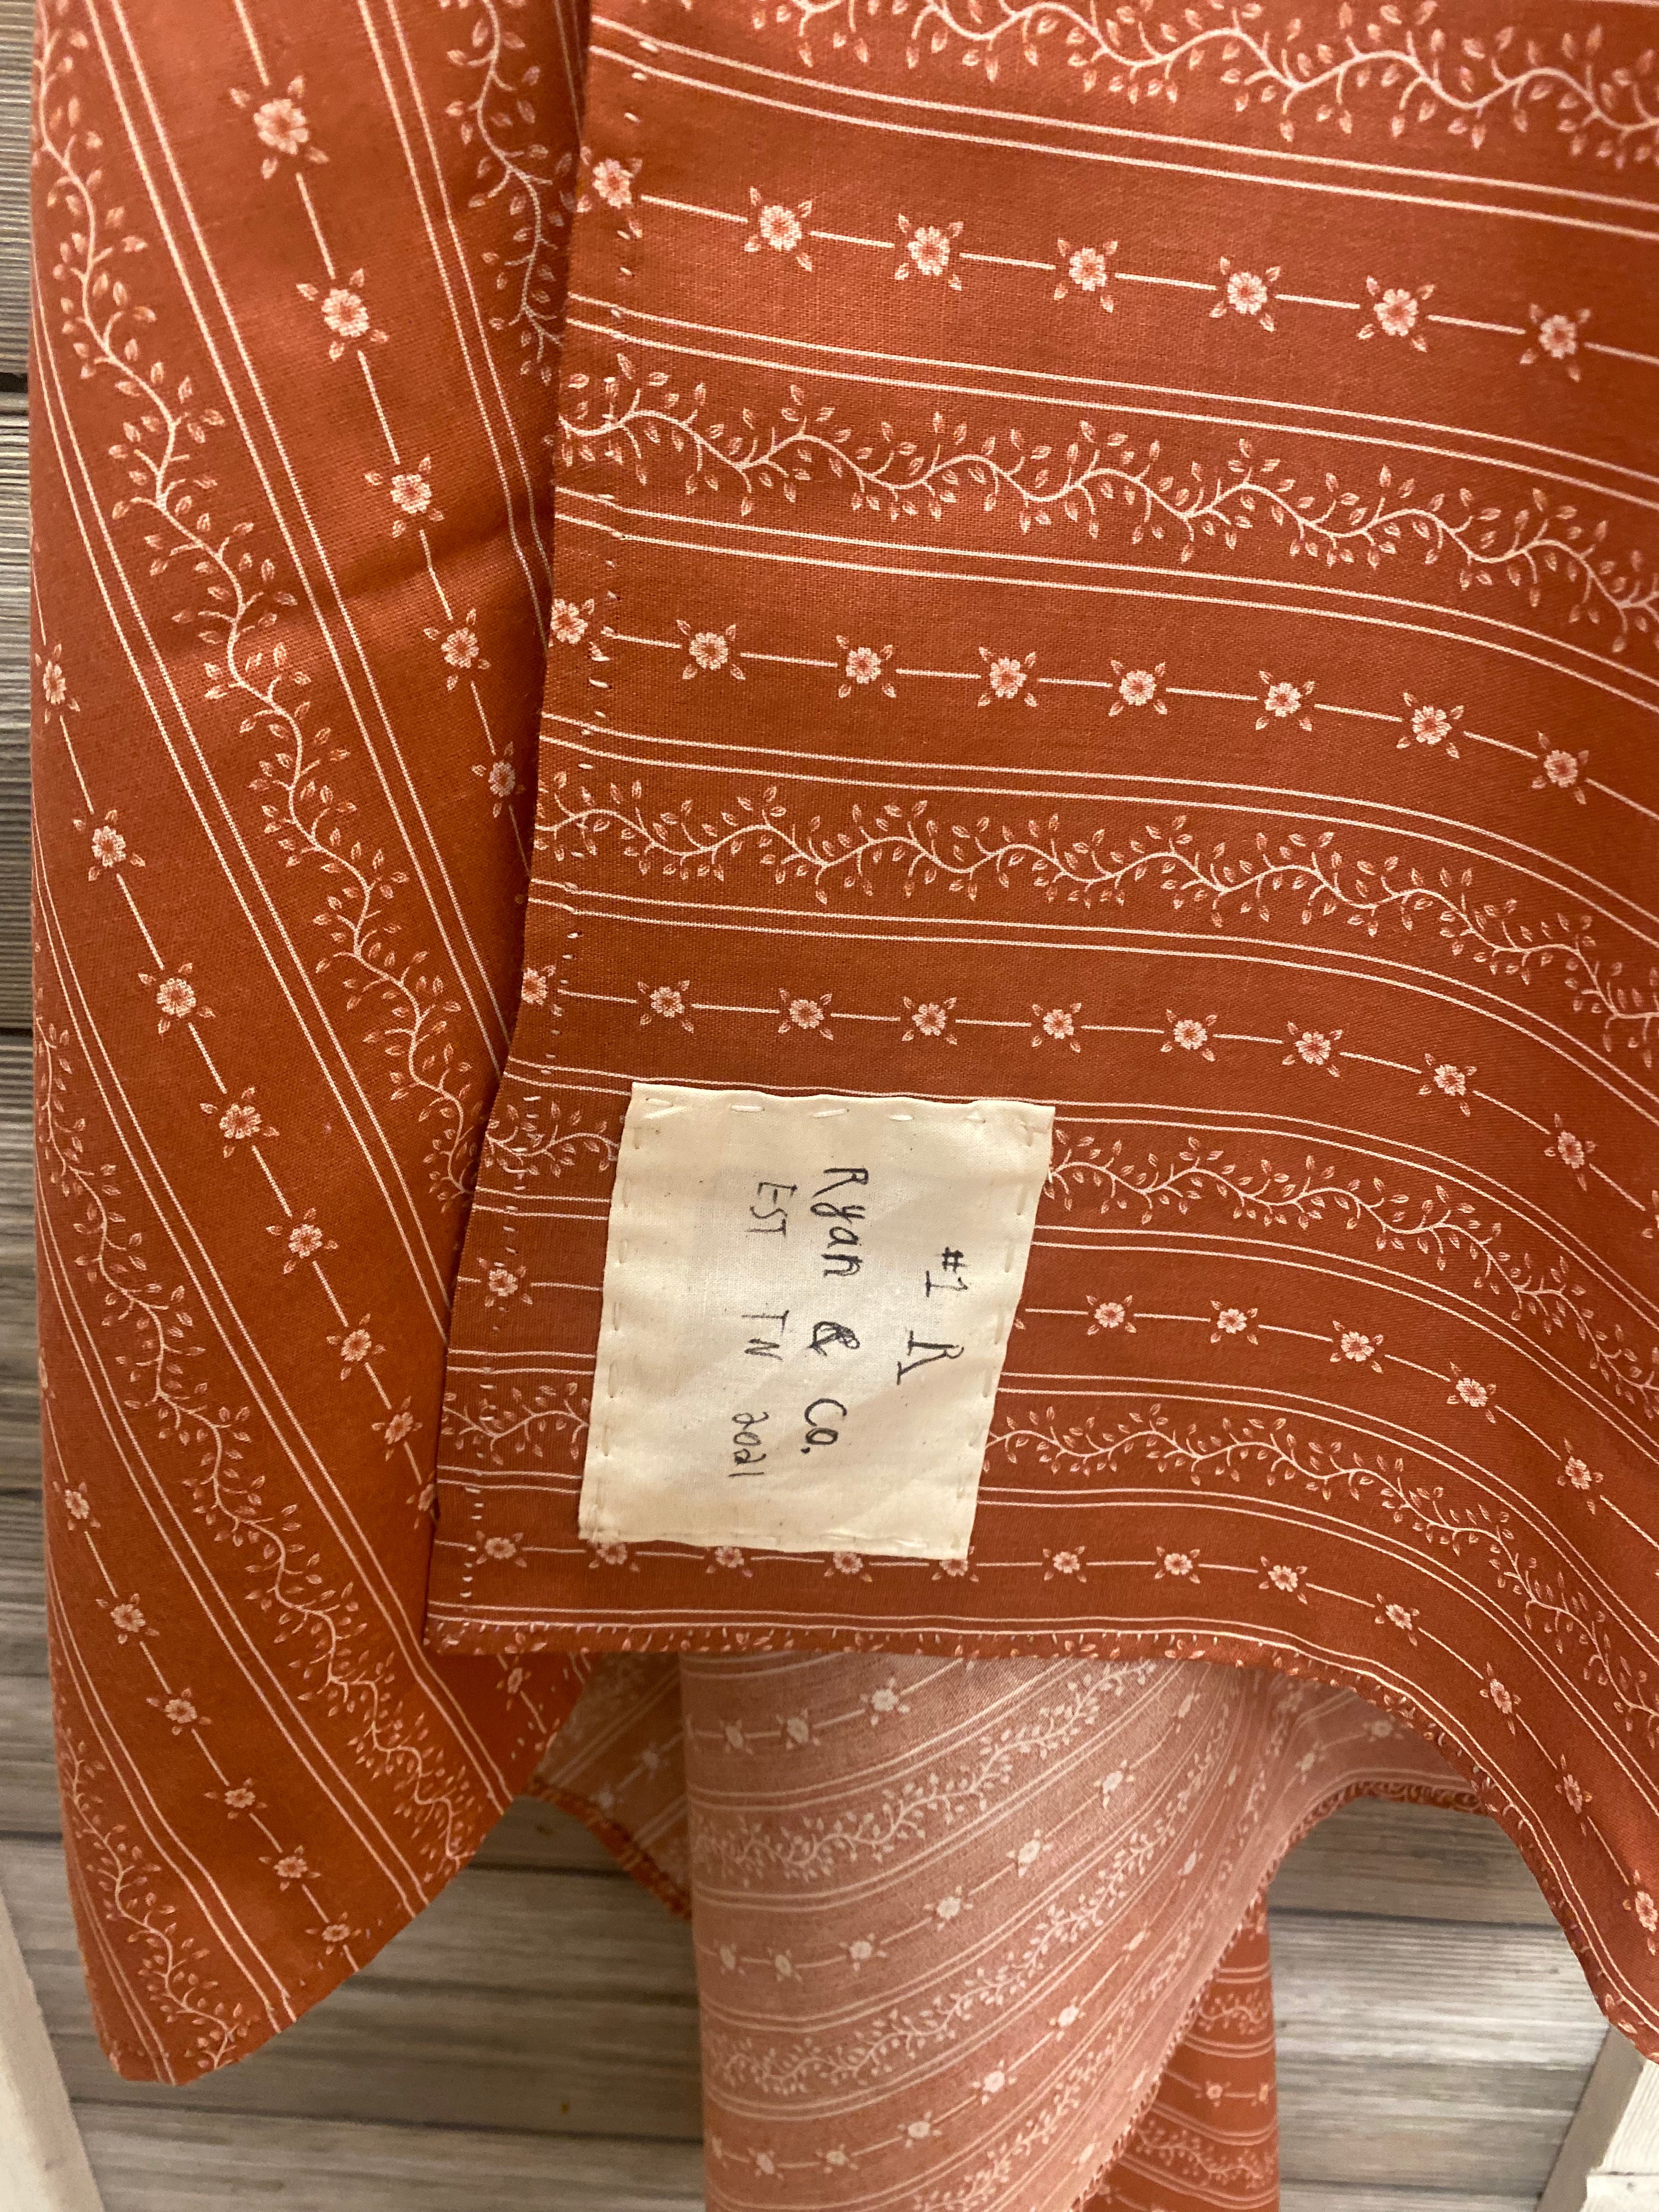 #1 R
Ryan & Co.
EST TN 2021